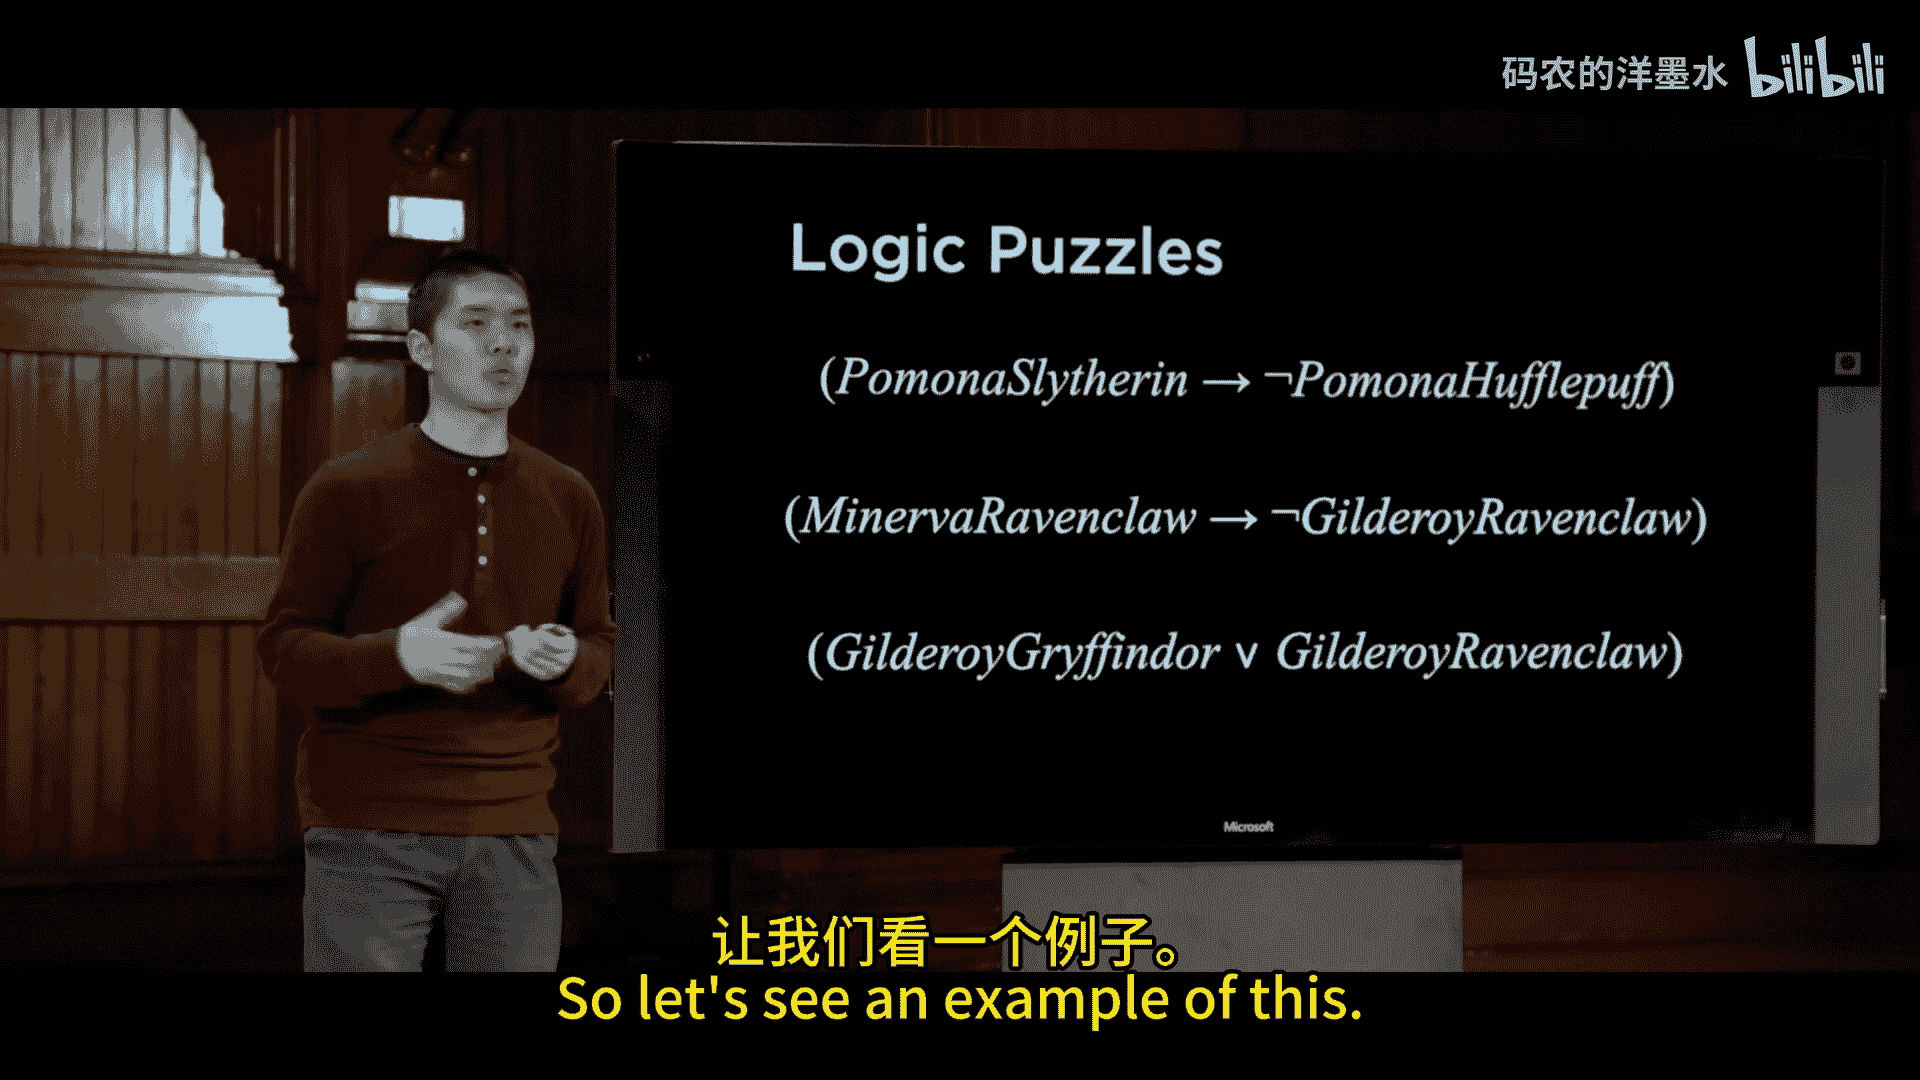 码农的洋墨水 bilibili
Logic Puzzles
(PomonaSlytherin → ¬PomonaHufflepuff)
(MinervaRavenclaw → ¬GilderoyRavenclaw)
(GilderoyGryffindor ∨ GilderoyRavenclaw)
Microsoft
让我们看一个例子。
So let's see an example of this.